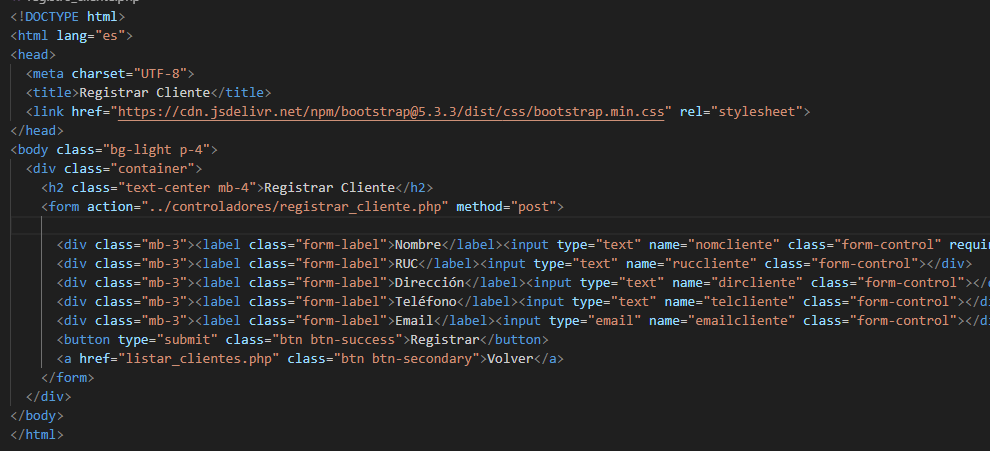 registro_cliente.php
<!DOCTYPE html>
<html lang="es">
<head>
  <meta charset="UTF-8">
  <title>Registrar Cliente</title>
  <link href="https://cdn.jsdelivr.net/npm/bootstrap@5.3.3/dist/css/bootstrap.min.css" rel="stylesheet">
</head>
<body class="bg-light p-4">
  <div class="container">
    <h2 class="text-center mb-4">Registrar Cliente</h2>
    <form action="../controladores/registrar_cliente.php" method="post">
      <div class="mb-3"><label class="form-label">Nombre</label><input type="text" name="nomcliente" class="form-control" requir
      <div class="mb-3"><label class="form-label">RUC</label><input type="text" name="ruccliente" class="form-control"></div>
      <div class="mb-3"><label class="form-label">Dirección</label><input type="text" name="dircliente" class="form-control"></d
      <div class="mb-3"><label class="form-label">Teléfono</label><input type="text" name="telcliente" class="form-control"></di
      <div class="mb-3"><label class="form-label">Email</label><input type="email" name="emailcliente" class="form-control"></di
      <button type="submit" class="btn btn-success">Registrar</button>
      <a href="listar_clientes.php" class="btn btn-secondary">Volver</a>
    </form>
  </div>
</body>
</html>